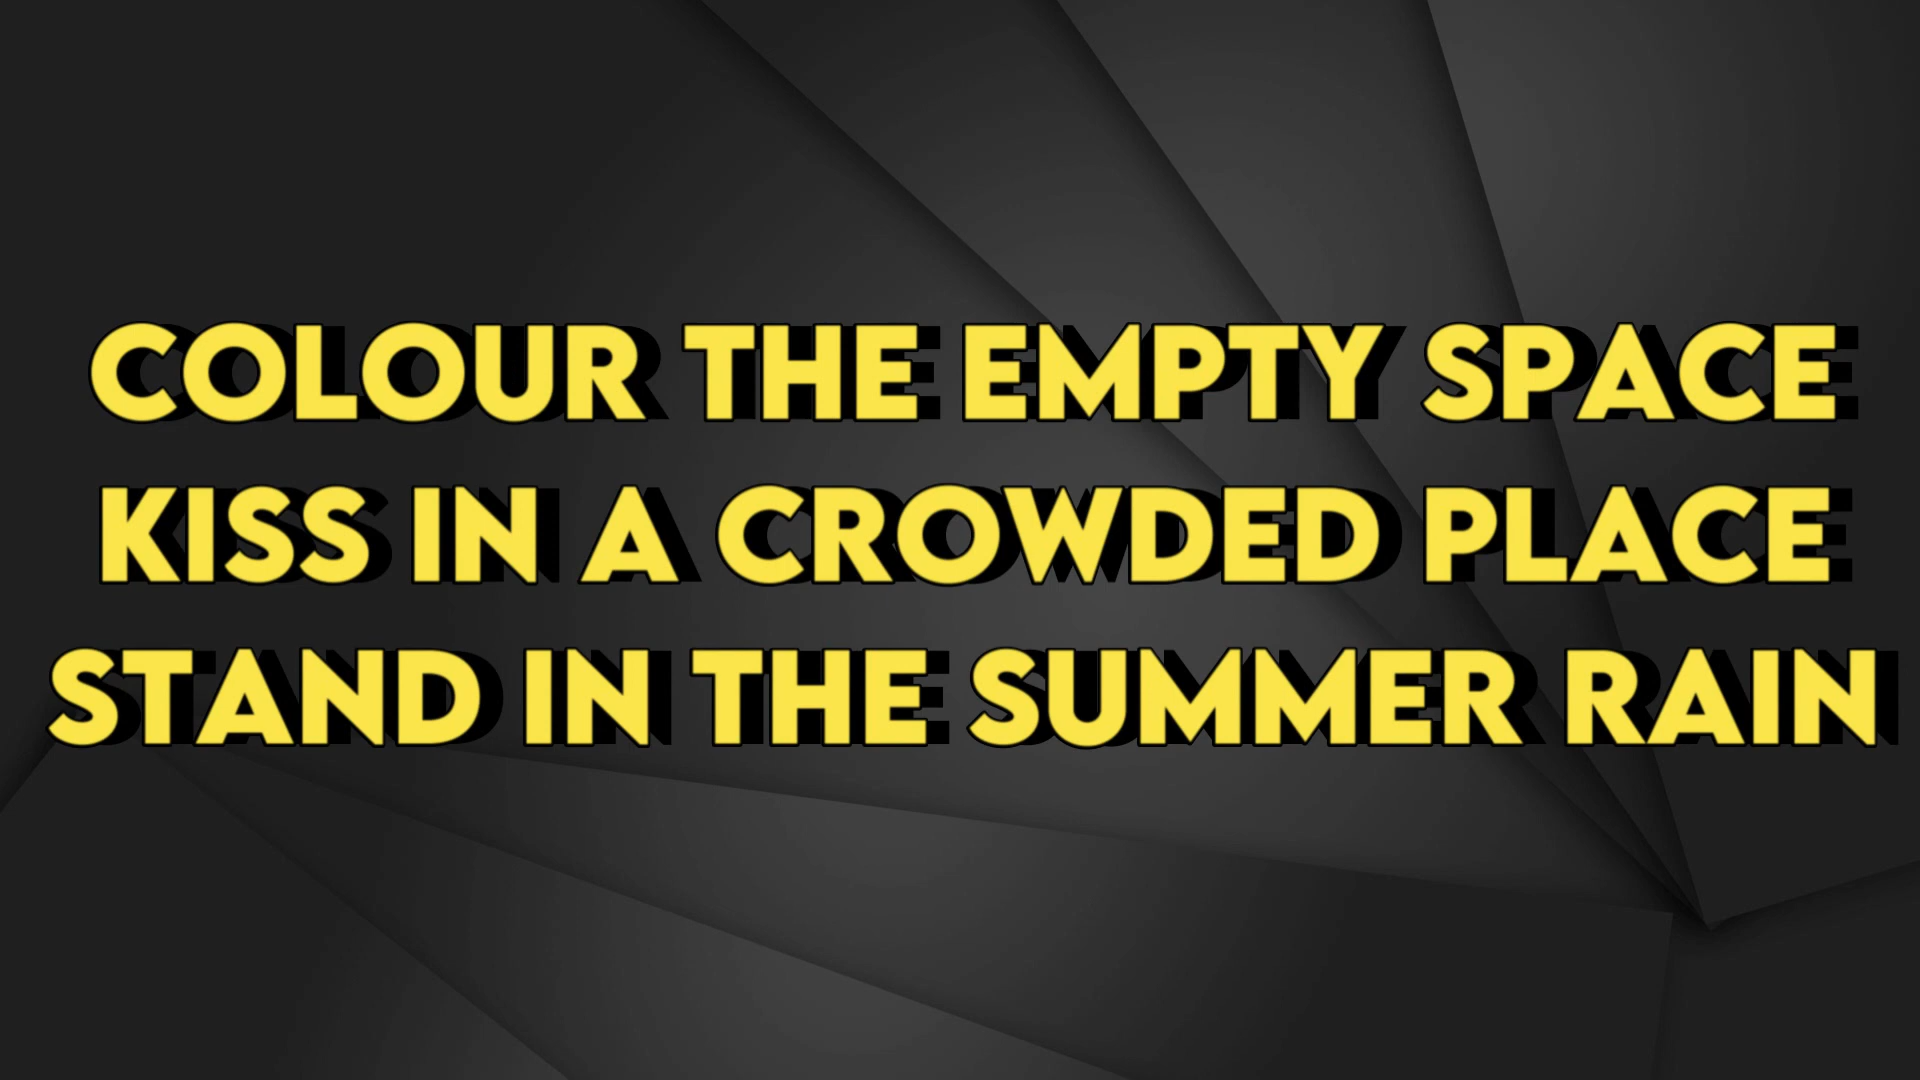 COLOUR THE EMPTY SPACE
KISS IN A CROWDED PLACE
STAND IN THE SUMMER RAIN